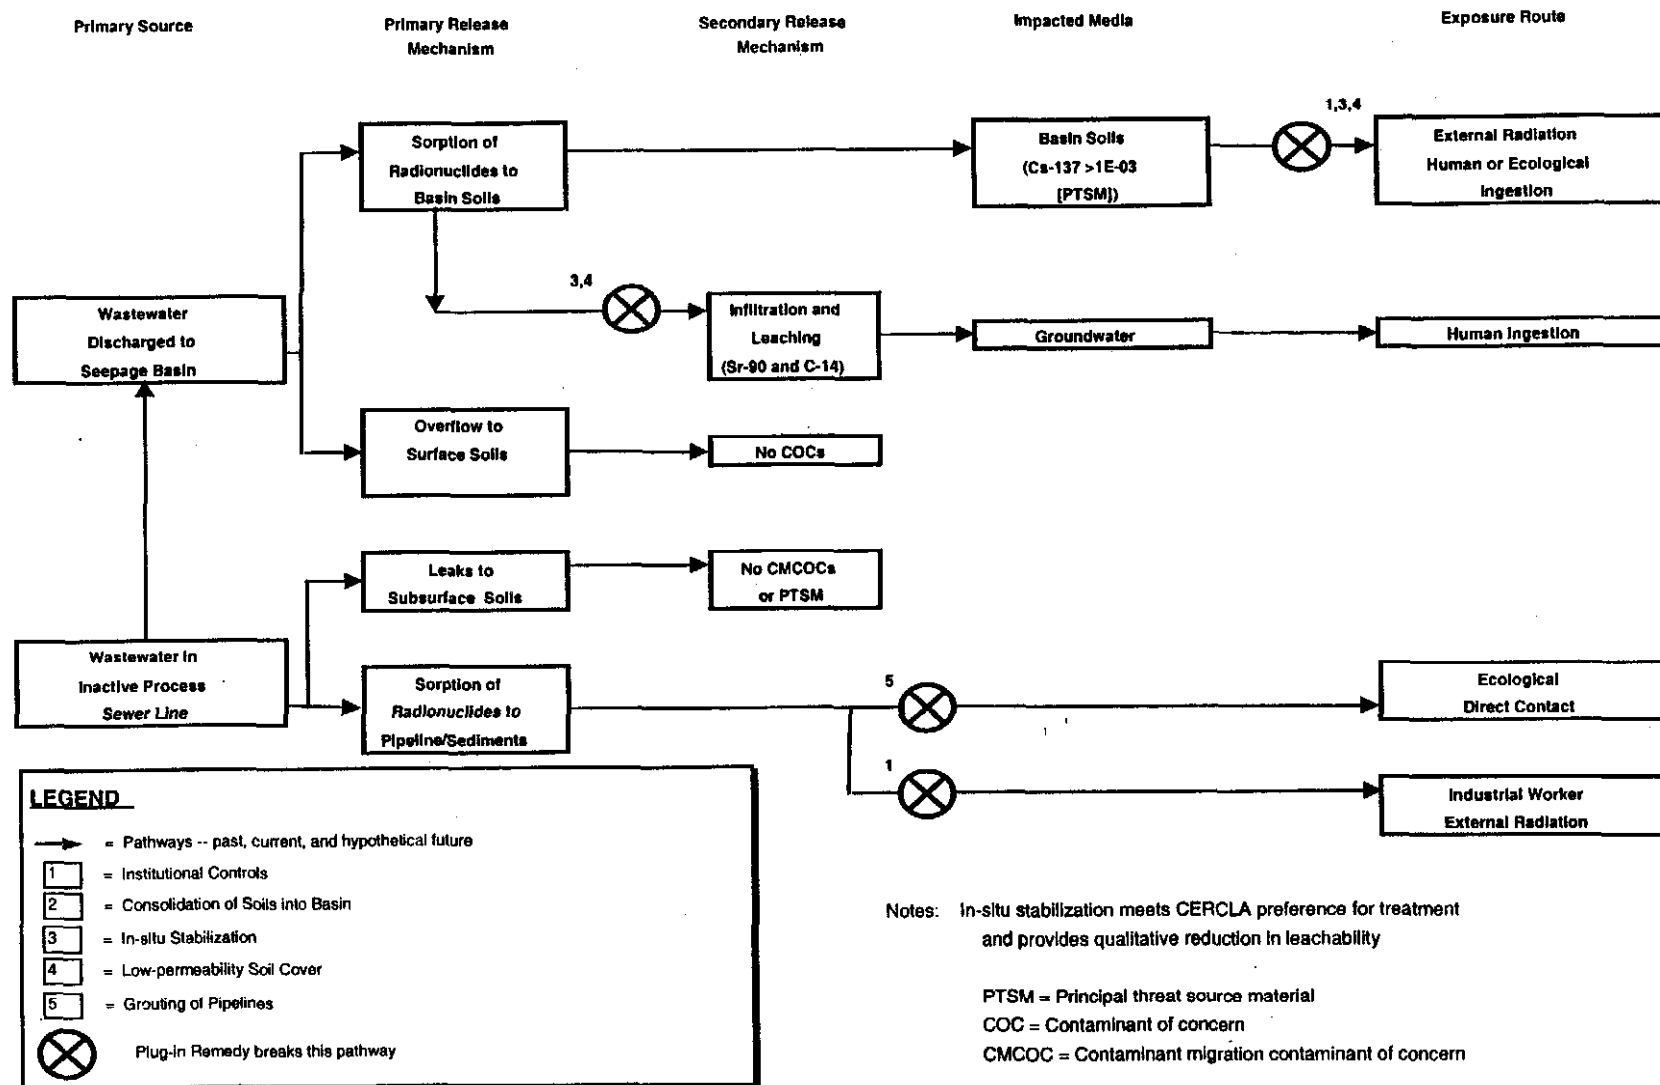 Primary Source
Primary Release
Mechanism
Secondary Release
Mechanism
Impacted Media
Exposure Route
Sorption of
Radionuclides to
Basin Soils
Basin Soils
(Cs-137 >1E-03
[PTSM])
1,3,4
External Radiation
Human or Ecological
Ingestion
Wastewater
Discharged to
Seepage Basin
3,4
Infiltration and
Leaching
(Sr-90 and C-14)
Groundwater
Human Ingestion
Overflow to
Surface Soils
No COCs
Leaks to
Subsurface Soils
No CMCOCs
or PTSM
Wastewater in
Inactive Process
Sewer Line
Sorption of
Radionuclides to
Pipeline/Sediments
5
Ecological
Direct Contact
1
Industrial Worker
External Radiation
LEGEND
= Pathways -- past, current, and hypothetical future
1 = Institutional Controls
2 = Consolidation of Soils into Basin
3 = In-situ Stabilization
4 = Low-permeability Soil Cover
5 = Grouting of Pipelines
Plug-in Remedy breaks this pathway
Notes: In-situ stabilization meets CERCLA preference for treatment
and provides qualitative reduction in leachability
PTSM = Principal threat source material
COC = Contaminant of concern
CMCOC = Contaminant migration contaminant of concern